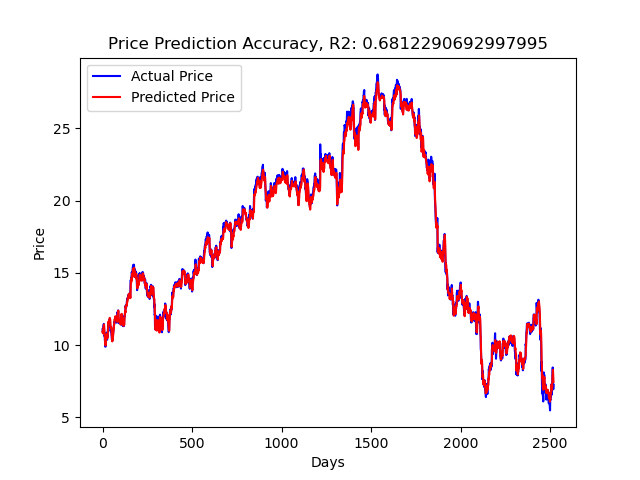 Price Prediction Accuracy, R2: 0.6812290692997995
Actual Price
Predicted Price
25
20
15
10
5
Price
0 500 1000 1500 2000 2500
Days